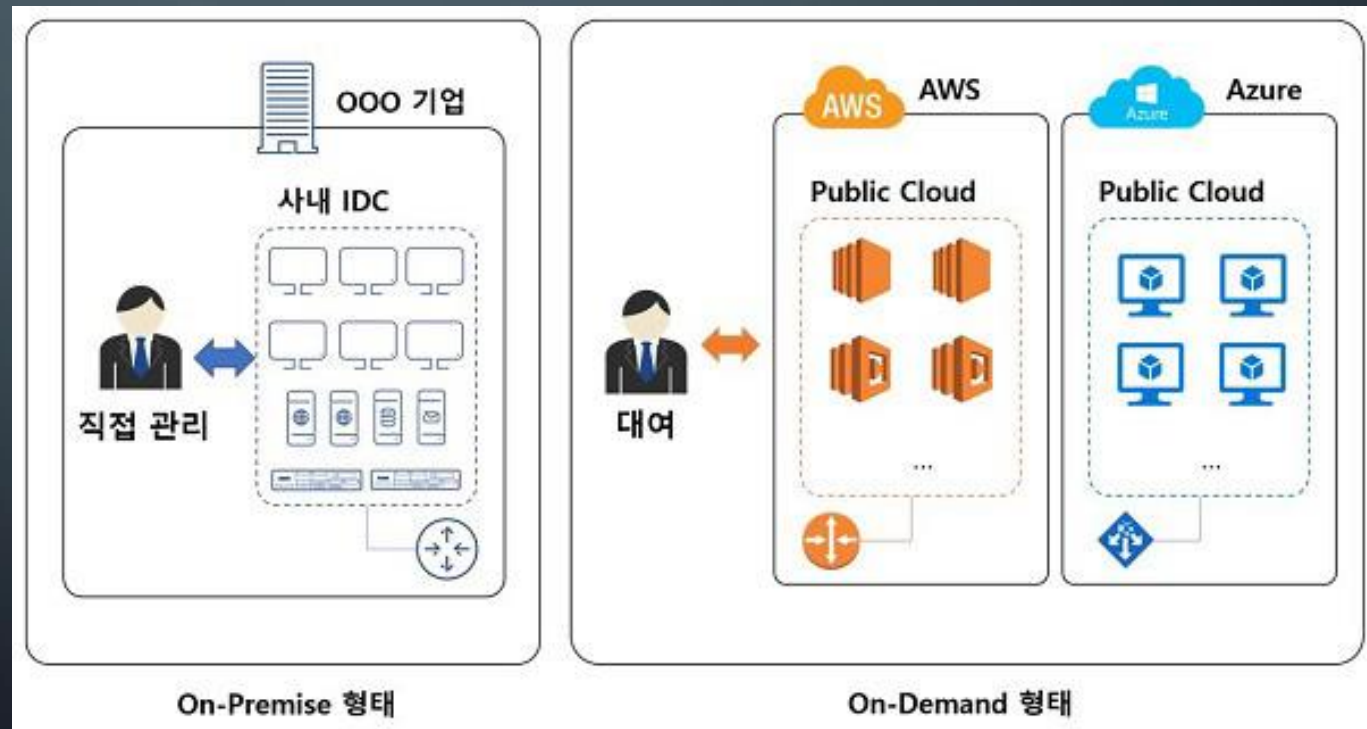 OOO 기업
사내 IDC
직접 관리
On-Premise 형태
AWS
AWS
Azure
Azure
Public Cloud
Public Cloud
대여
...
...
On-Demand 형태